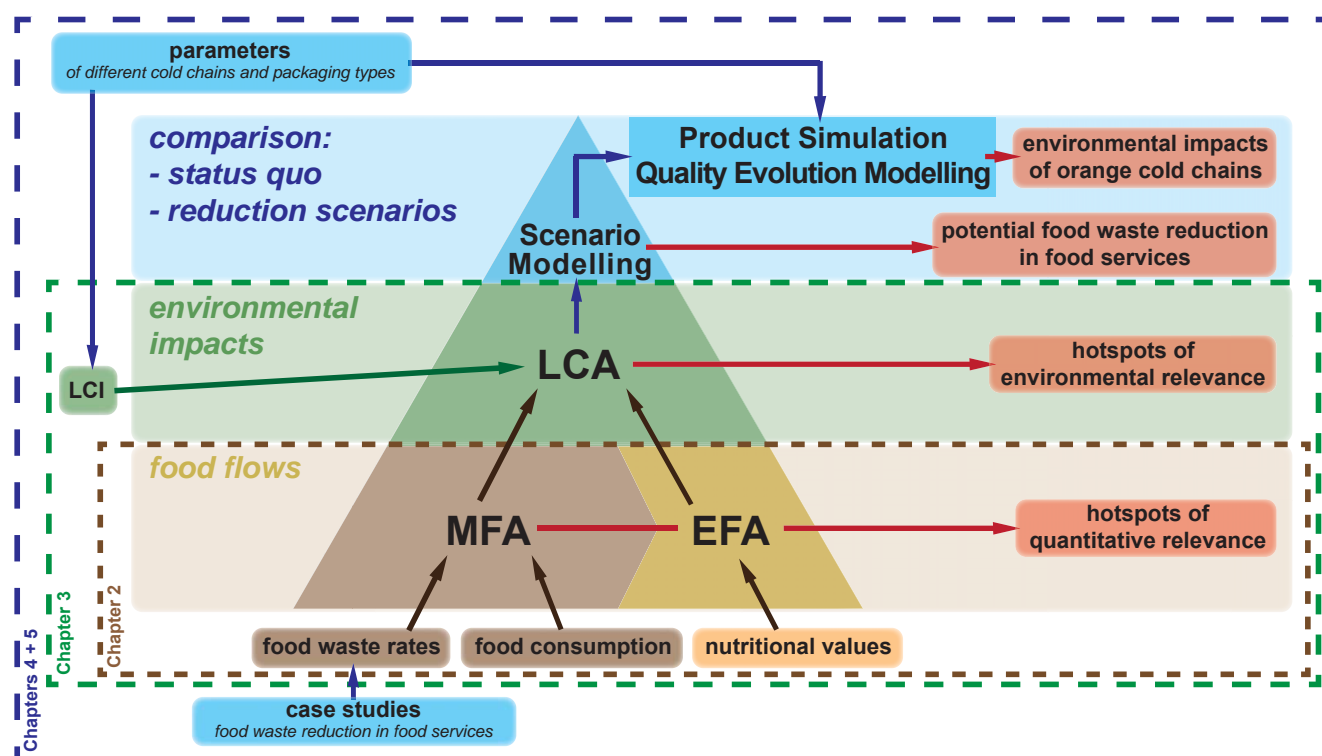 parameters
of different cold chains and packaging types
comparison:
- status quo
- reduction scenarios
Product Simulation
Quality Evolution Modelling
environmental impacts
of orange cold chains
Scenario
Modelling
potential food waste reduction
in food services
environmental
impacts
LCI
LCA
hotspots of
environmental relevance
food flows
MFA
EFA
hotspots of
quantitative relevance
food waste rates
food consumption
nutritional values
case studies
food waste reduction in food services
Chapters 4 + 5
Chapter 3
Chapter 2